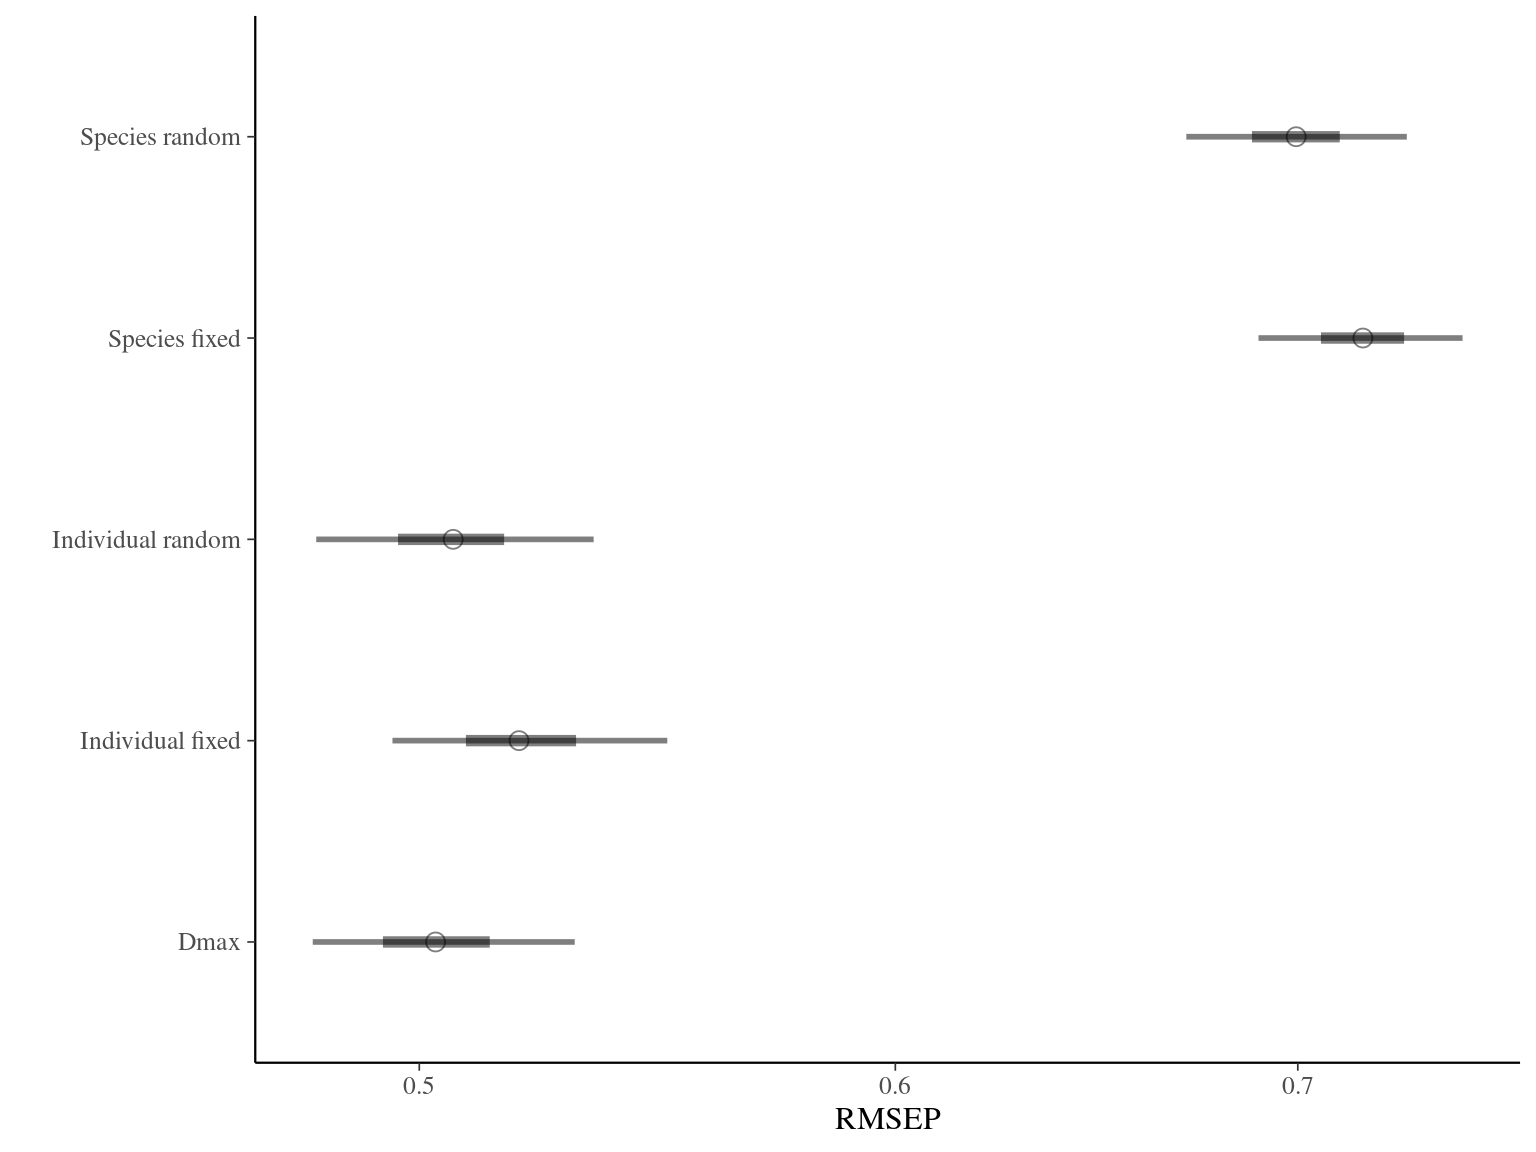 Species random
Species fixed
Individual random
Individual fixed
Dmax
0.5 0.6 0.7
RMSEP